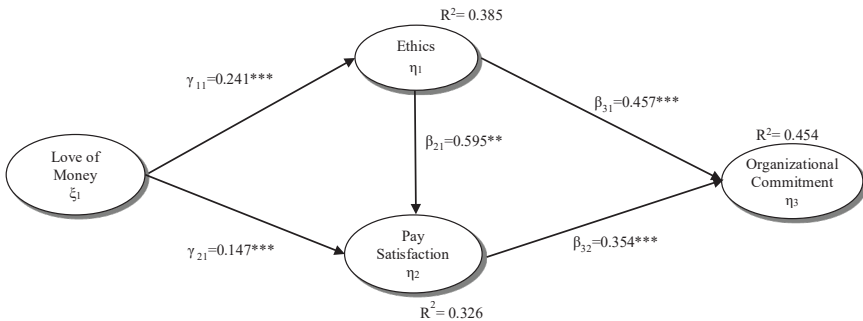 R²= 0.385
Ethics
η1
γ11=0.241***
β31=0.457***
β21=0.595**
R²= 0.454
Love of
Money
ξ1
Organizational
Commitment
η3
γ21=0.147***
Pay
Satisfaction
η2
β32=0.354***
R²= 0.326